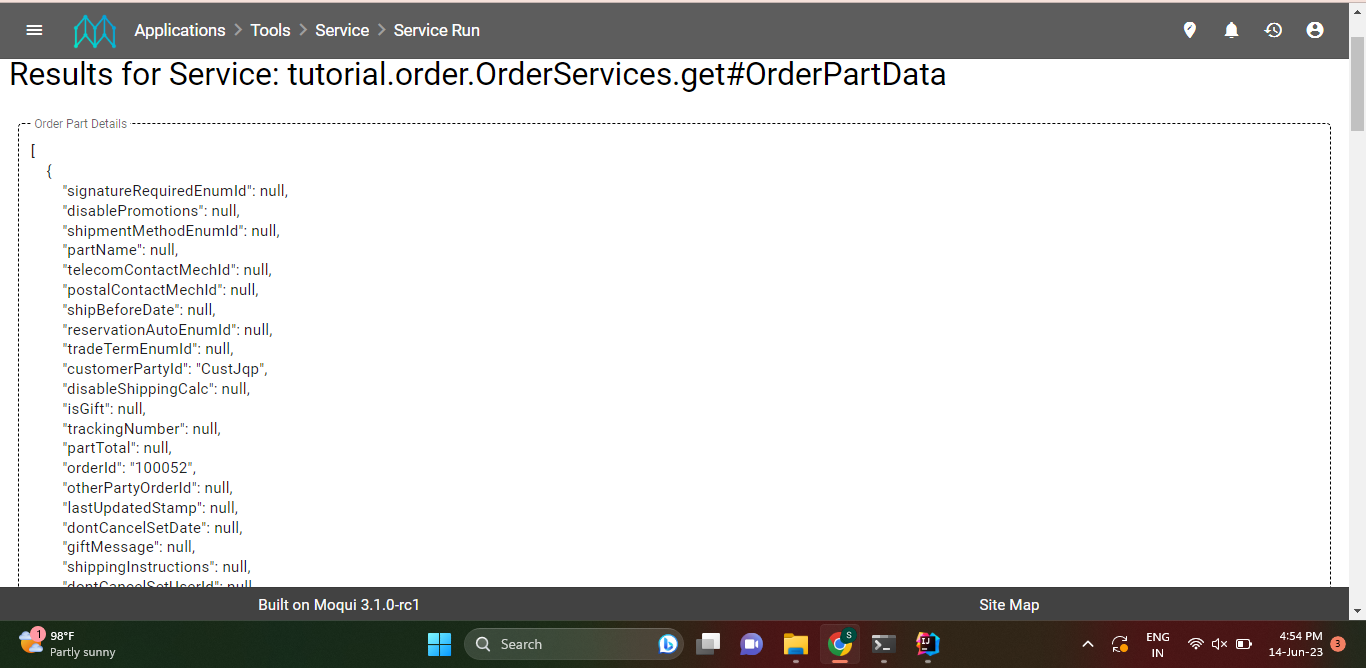 Applications > Tools > Service > Service Run
Results for Service: tutorial.order.OrderServices.get#OrderPartData
Order Part Details
[
{
"signatureRequiredEnumId": null,
"disablePromotions": null,
"shipmentMethodEnumId": null,
"partName": null,
"telecomContactMechId": null,
"postalContactMechId": null,
"shipBeforeDate": null,
"reservationAutoEnumId": null,
"tradeTermEnumId": null,
"customerPartyId": "CustJqp",
"disableShippingCalc": null,
"isGift": null,
"trackingNumber": null,
"partTotal": null,
"orderId": "100052",
"otherPartyOrderId": null,
"lastUpdatedStamp": null,
"dontCancelSetDate": null,
"giftMessage": null,
"shippingInstructions": null,
"dontCancelSetUserId": null
Built on Moqui 3.1.0-rc1
Site Map
1
98°F
Partly sunny
Search
S
ENG
IN
4:54 PM
14-Jun-23
3